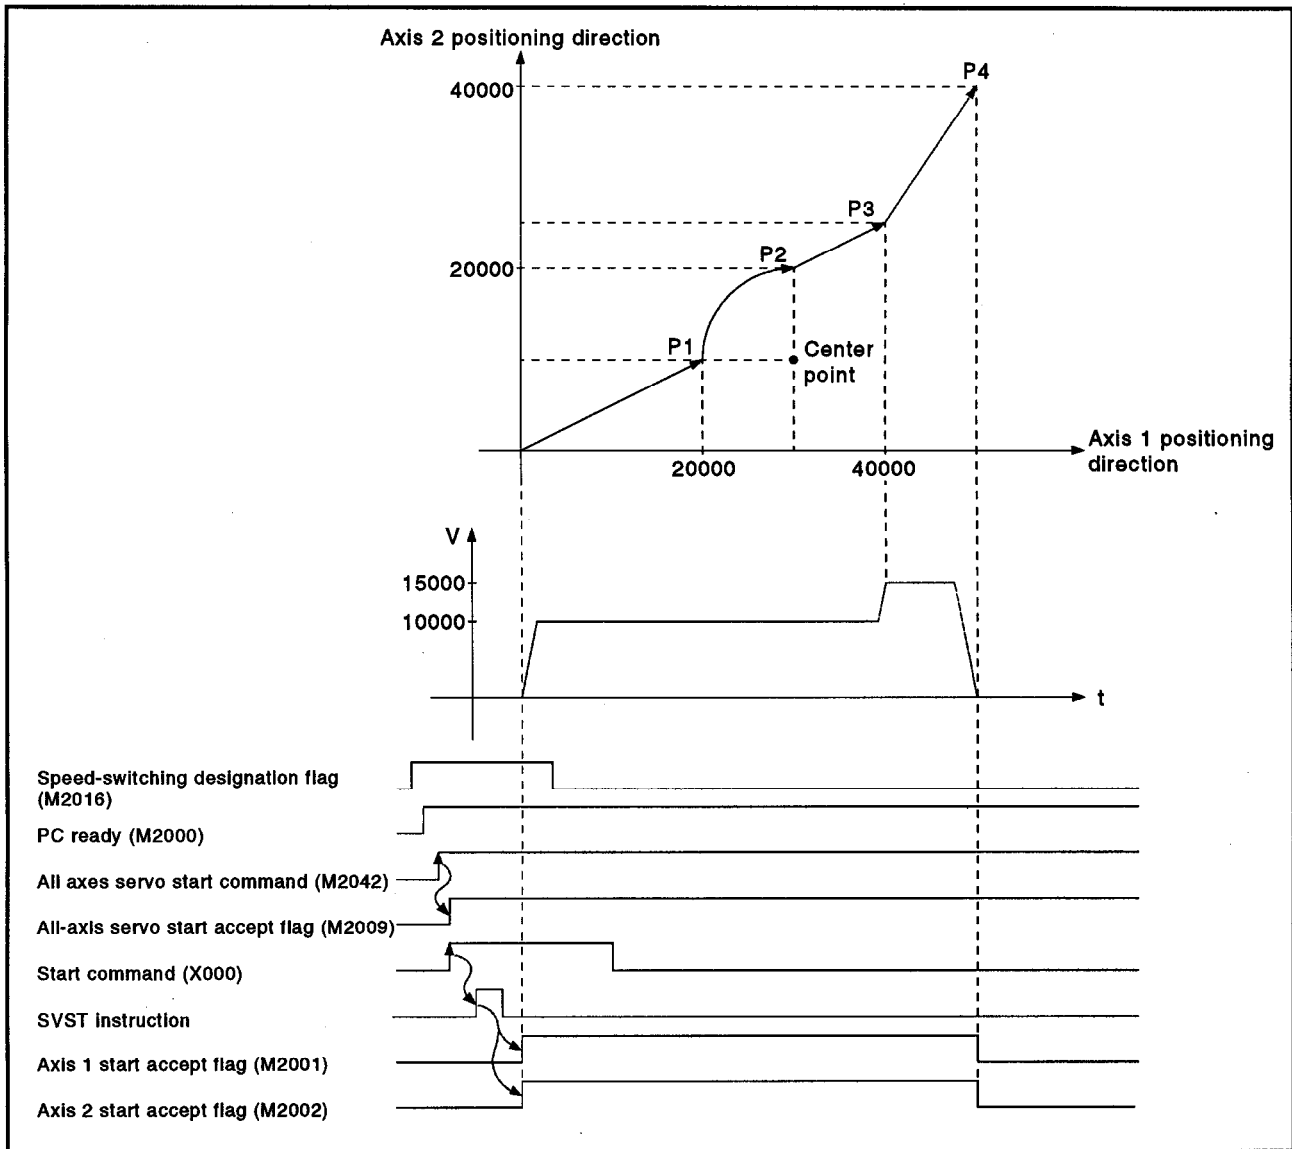 Axis 2 positioning direction
P4
40000
P3
P2
20000
P1
Center
point
Axis 1 positioning
direction
20000
40000
V
15000
10000
t
Speed-switching designation flag
(M2016)
PC ready (M2000)
All axes servo start command (M2042)
All-axis servo start accept flag (M2009)
Start command (X000)
SVST instruction
Axis 1 start accept flag (M2001)
Axis 2 start accept flag (M2002)